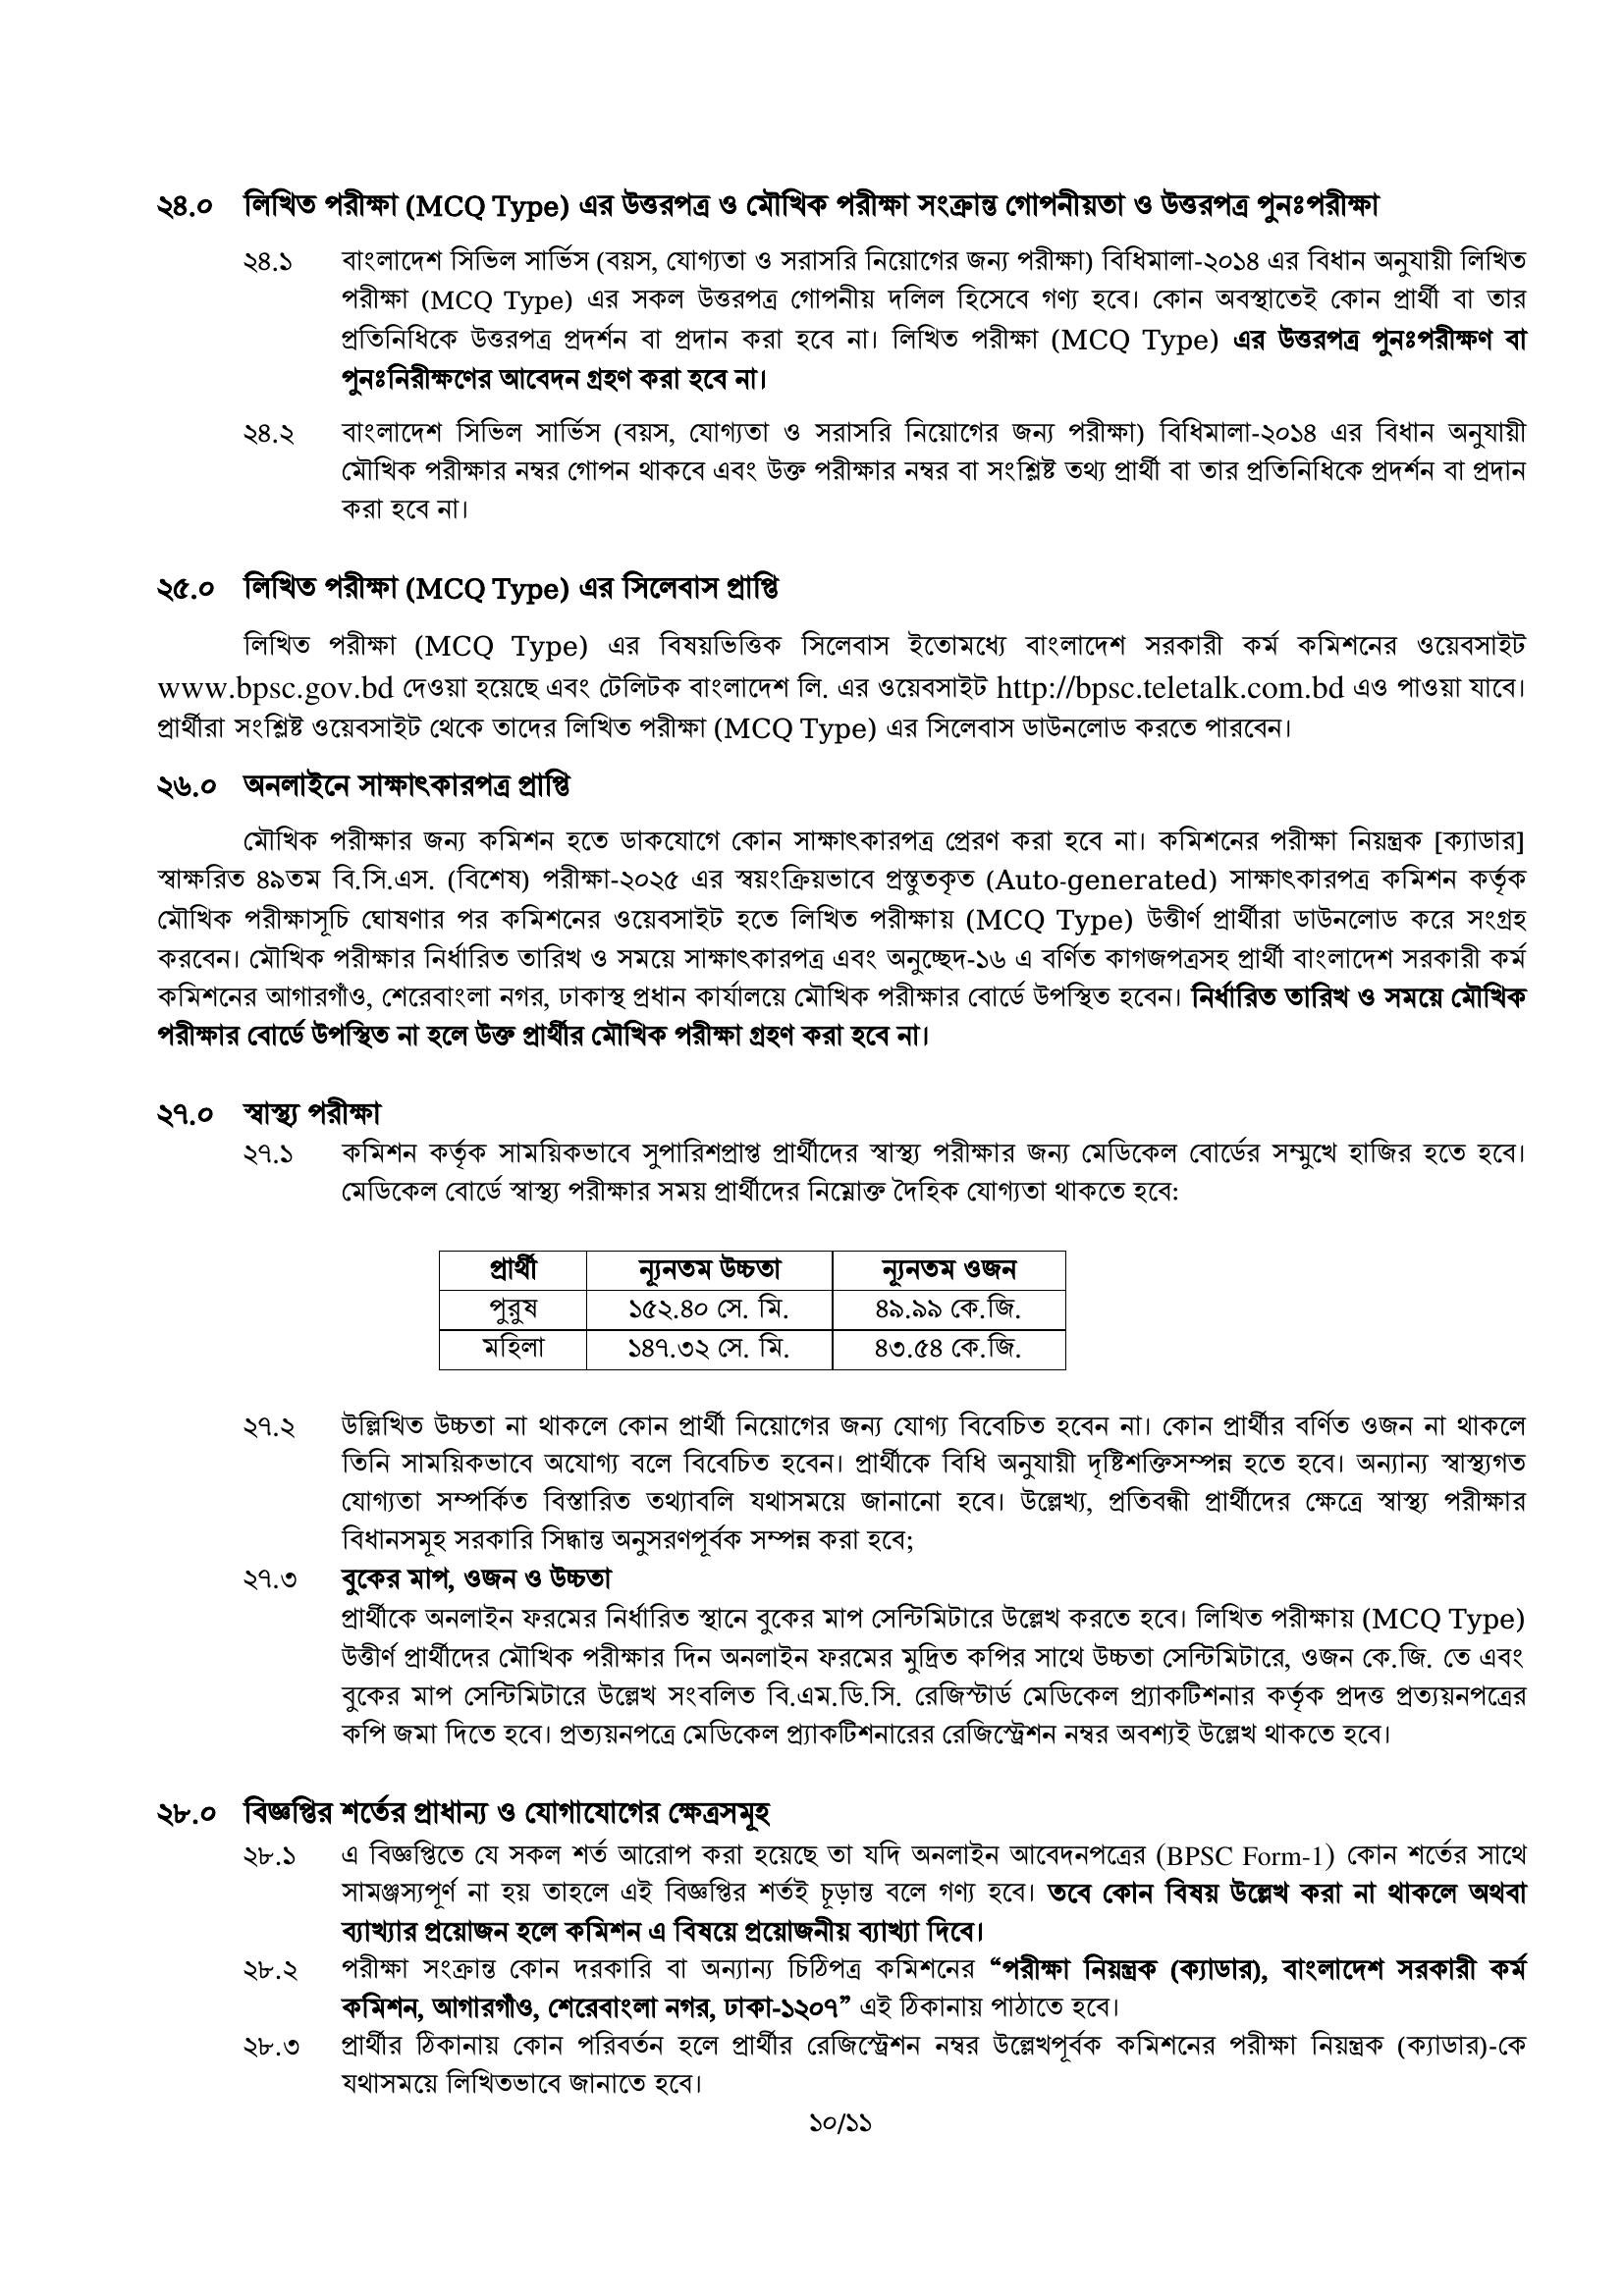 ২৪.০ লিখিত পরীক্ষা (MCQ Type) এর উত্তরপত্র ও মৌখিক পরীক্ষা সংক্রান্ত গোপনীয়তা ও উত্তরপত্র পুনঃপরীক্ষা
২৪.১ বাংলাদেশ সিভিল সার্ভিস (বয়স, যোগ্যতা ও সরাসরি নিয়োগের জন্য পরীক্ষা) বিধিমালা-২০১৪ এর বিধান অনুযায়ী লিখিত
পরীক্ষা (MCQ Type) এর সকল উত্তরপত্র গোপনীয় দলিল হিসেবে গণ্য হবে। কোন অবস্থাতেই কোন প্রার্থী বা তার
প্রতিনিধিকে উত্তরপত্র প্রদর্শন বা প্রদান করা হবে না। লিখিত পরীক্ষা (MCQ Type) এর উত্তরপত্র পুনঃপরীক্ষণ বা
পুনঃনিরীক্ষণের আবেদন গ্রহণ করা হবে না।
২৪.২ বাংলাদেশ সিভিল সার্ভিস (বয়স, যোগ্যতা ও সরাসরি নিয়োগের জন্য পরীক্ষা) বিধিমালা-২০১৪ এর বিধান অনুযায়ী
মৌখিক পরীক্ষার নম্বর গোপন থাকবে এবং উক্ত পরীক্ষার নম্বর বা সংশ্লিষ্ট তথ্য প্রার্থী বা তার প্রতিনিধিকে প্রদর্শন বা প্রদান
করা হবে না।
২৫.০ লিখিত পরীক্ষা (MCQ Type) এর সিলেবাস প্রাপ্তি
লিখিত পরীক্ষা (MCQ Type) এর বিষয়ভিত্তিক সিলেবাস ইতোমধ্যে বাংলাদেশ সরকারী কর্ম কমিশনের ওয়েবসাইট
www.bpsc.gov.bd দেওয়া হয়েছে এবং টেলিটক বাংলাদেশ লি. এর ওয়েবসাইট http://bpsc.teletalk.com.bd এও পাওয়া যাবে।
প্রার্থীরা সংশ্লিষ্ট ওয়েবসাইট থেকে তাদের লিখিত পরীক্ষা (MCQ Type) এর সিলেবাস ডাউনলোড করতে পারবেন।
২৬.০ অনলাইনে সাক্ষাৎকারপত্র প্রাপ্তি
মৌখিক পরীক্ষার জন্য কমিশন হতে ডাকযোগে কোন সাক্ষাৎকারপত্র প্রেরণ করা হবে না। কমিশনের পরীক্ষা নিয়ন্ত্রক [ক্যাডার]
স্বাক্ষরিত ৪৯তম বি.সি.এস. (বিশেষ) পরীক্ষা-২০২৫ এর স্বয়ংক্রিয়ভাবে প্রস্তুতকৃত (Auto-generated) সাক্ষাৎকারপত্র কমিশন কর্তৃক
মৌখিক পরীক্ষাসূচি ঘোষণার পর কমিশনের ওয়েবসাইট হতে লিখিত পরীক্ষায় (MCQ Type) উত্তীর্ণ প্রার্থীরা ডাউনলোড করে সংগ্রহ
করবেন। মৌখিক পরীক্ষার নির্ধারিত তারিখ ও সময়ে সাক্ষাৎকারপত্র এবং অনুচ্ছেদ-১৬ এ বর্ণিত কাগজপত্রসহ প্রার্থী বাংলাদেশ সরকারী কর্ম
কমিশনের আগারগাঁও, শেরেবাংলা নগর, ঢাকাস্থ প্রধান কার্যালয়ে মৌখিক পরীক্ষার বোর্ডে উপস্থিত হবেন। নির্ধারিত তারিখ ও সময়ে মৌখিক
পরীক্ষার বোর্ডে উপস্থিত না হলে উক্ত প্রার্থীর মৌখিক পরীক্ষা গ্রহণ করা হবে না।
২৭.০ স্বাস্থ্য পরীক্ষা
২৭.১ কমিশন কর্তৃক সাময়িকভাবে সুপারিশপ্রাপ্ত প্রার্থীদের স্বাস্থ্য পরীক্ষার জন্য মেডিকেল বোর্ডের সম্মুখে হাজির হতে হবে।
মেডিকেল বোর্ডে স্বাস্থ্য পরীক্ষার সময় প্রার্থীদের নিম্নোক্ত দৈহিক যোগ্যতা থাকতে হবে:
প্রার্থী ন্যূনতম উচ্চতা ন্যূনতম ওজন
পুরুষ ১৫২.৪০ সে. মি. ৪৯.৯৯ কে.জি.
মহিলা ১৪৭.৩২ সে. মি. ৪৩.৫৪ কে.জি.
২৭.২ উল্লিখিত উচ্চতা না থাকলে কোন প্রার্থী নিয়োগের জন্য যোগ্য বিবেচিত হবেন না। কোন প্রার্থীর বর্ণিত ওজন না থাকলে
তিনি সাময়িকভাবে অযোগ্য বলে বিবেচিত হবেন। প্রার্থীকে বিধি অনুযায়ী দৃষ্টিশক্তিসম্পন্ন হতে হবে। অন্যান্য স্বাস্থ্যগত
যোগ্যতা সম্পর্কিত বিস্তারিত তথ্যাবলি যথাসময়ে জানানো হবে। উল্লেখ্য, প্রতিবন্ধী প্রার্থীদের ক্ষেত্রে স্বাস্থ্য পরীক্ষার
বিধানসমূহ সরকারি সিদ্ধান্ত অনুসরণপূর্বক সম্পন্ন করা হবে;
২৭.৩ বুকের মাপ, ওজন ও উচ্চতা
প্রার্থীকে অনলাইন ফরমের নির্ধারিত স্থানে বুকের মাপ সেন্টিমিটারে উল্লেখ করতে হবে। লিখিত পরীক্ষায় (MCQ Type)
উত্তীর্ণ প্রার্থীদের মৌখিক পরীক্ষার দিন অনলাইন ফরমের মুদ্রিত কপির সাথে উচ্চতা সেন্টিমিটারে, ওজন কে.জি. তে এবং
বুকের মাপ সেন্টিমিটারে উল্লেখ সংবলিত বি.এম.ডি.সি. রেজিস্টার্ড মেডিকেল প্র্যাকটিশনার কর্তৃক প্রদত্ত প্রত্যয়নপত্রের
কপি জমা দিতে হবে। প্রত্যয়নপত্রে মেডিকেল প্র্যাকটিশনারের রেজিস্ট্রেশন নম্বর অবশ্যই উল্লেখ থাকতে হবে।
২৮.০ বিজ্ঞপ্তির শর্তের প্রাধান্য ও যোগাযোগের ক্ষেত্রসমূহ
২৮.১ এ বিজ্ঞপ্তিতে যে সকল শর্ত আরোপ করা হয়েছে তা যদি অনলাইন আবেদনপত্রের (BPSC Form-1) কোন শর্তের সাথে
সামঞ্জস্যপূর্ণ না হয় তাহলে এই বিজ্ঞপ্তির শর্তই চূড়ান্ত বলে গণ্য হবে। তবে কোন বিষয় উল্লেখ করা না থাকলে অথবা
ব্যাখ্যার প্রয়োজন হলে কমিশন এ বিষয়ে প্রয়োজনীয় ব্যাখ্যা দিবে।
২৮.২ পরীক্ষা সংক্রান্ত কোন দরকারি বা অন্যান্য চিঠিপত্র কমিশনের “পরীক্ষা নিয়ন্ত্রক (ক্যাডার), বাংলাদেশ সরকারী কর্ম
কমিশন, আগারগাঁও, শেরেবাংলা নগর, ঢাকা-১২০৭” এই ঠিকানায় পাঠাতে হবে।
২৮.৩ প্রার্থীর ঠিকানায় কোন পরিবর্তন হলে প্রার্থীর রেজিস্ট্রেশন নম্বর উল্লেখপূর্বক কমিশনের পরীক্ষা নিয়ন্ত্রক (ক্যাডার)-কে
যথাসময়ে লিখিতভাবে জানাতে হবে।
১০/১১